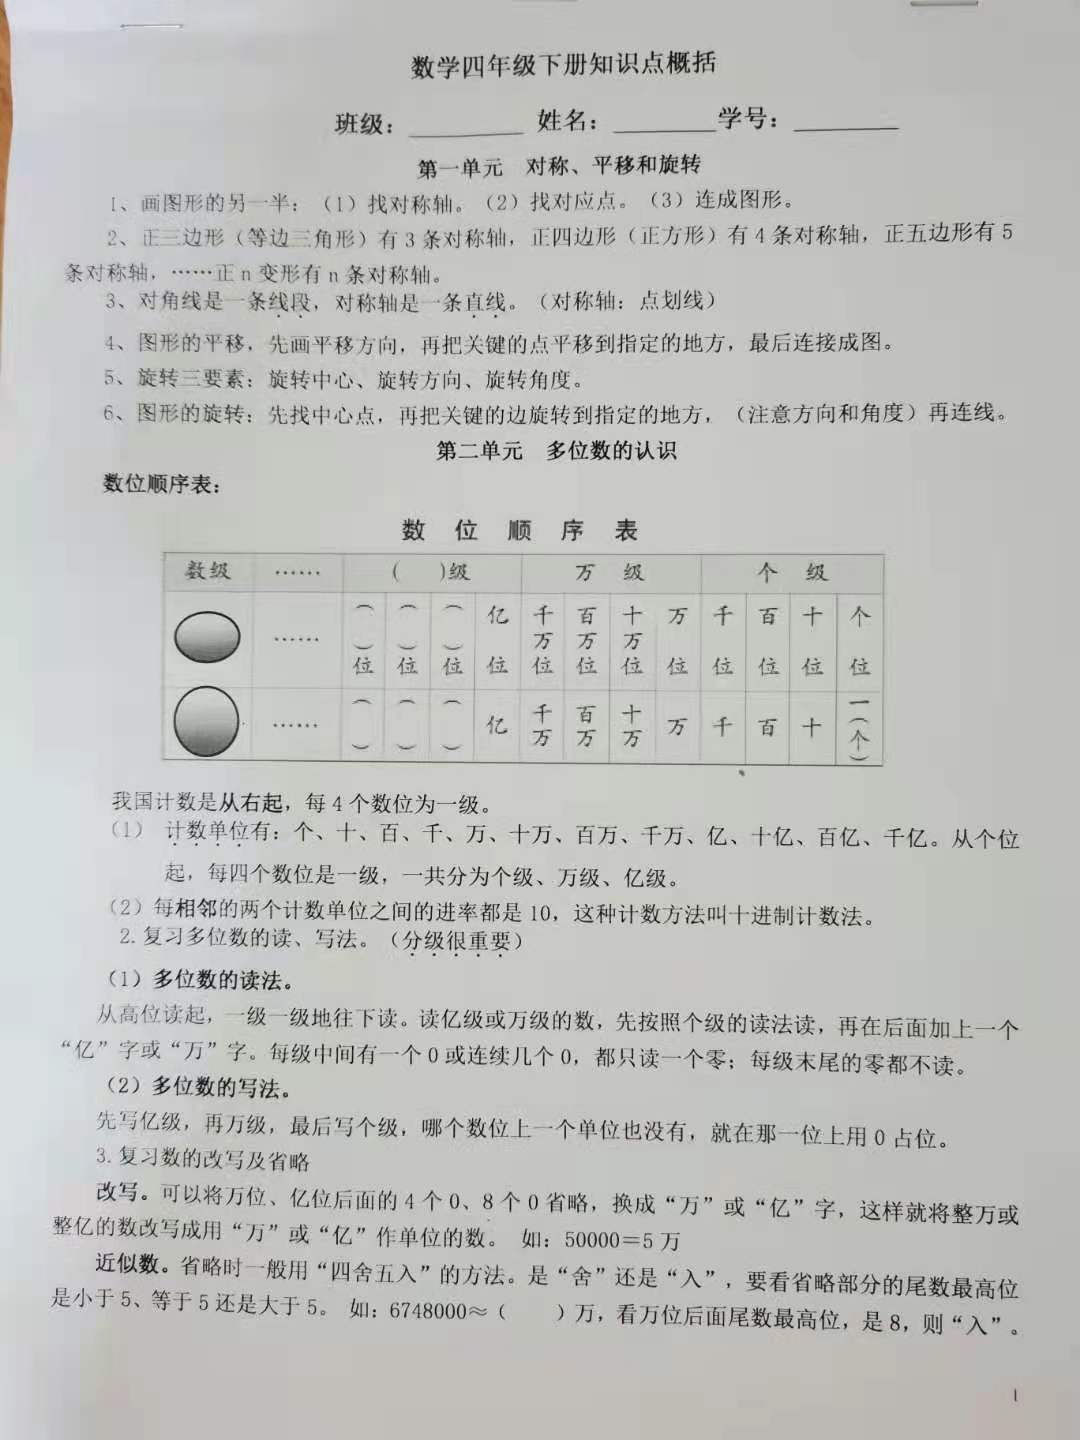 数学四年级下册知识点概括
班级：________ 姓名：________学号：________
第一单元 对称、平移和旋转
1、画图形的另一半：（1）找对称轴。（2）找对应点。（3）连成图形。
2、正三边形（等边三角形）有3条对称轴，正四边形（正方形）有4条对称轴，正五边形有5
条对称轴，……正n变形有n条对称轴。
3、对角线是一条线段，对称轴是一条直线。（对称轴：点划线）
4、图形的平移，先画平移方向，再把关键的点平移到指定的地方，最后连接成图。
5、旋转三要素：旋转中心、旋转方向、旋转角度。
6、图形的旋转：先找中心点，再把关键的边旋转到指定的地方，（注意方向和角度）再连线。
第二单元 多位数的认识
数位顺序表：
数 位 顺 序 表
数级 …… （ ）级 万 级 个 级
…… （ ）位 （ ）位 （ ）位 亿位 千万位 百万位 十万位 万位 千位 百位 十位 个位
…… （ ） （ ） （ ） 亿 千万 百万 十万 万 千 百 十 一（个）
我国计数是从右起，每4个数位为一级。
（1） 计数单位有：个、十、百、千、万、十万、百万、千万、亿、十亿、百亿、千亿。从个位
起，每四个数位是一级，一共分为个级、万级、亿级。
（2）每相邻的两个计数单位之间的进率都是10，这种计数方法叫十进制计数法。
2.复习多位数的读、写法。（分级很重要）
（1）多位数的读法。
从高位读起，一级一级地往下读。读亿级或万级的数，先按照个级的读法读，再在后面加上一个
“亿”字或“万”字。每级中间有一个0或连续几个0，都只读一个零；每级末尾的零都不读。
（2）多位数的写法。
先写亿级，再万级，最后写个级，哪个数位上一个单位也没有，就在那一位上用0占位。
3.复习数的改写及省略
改写。可以将万位、亿位后面的4个0、8个0省略，换成“万”或“亿”字，这样就将整万或
整亿的数改写成用“万”或“亿”作单位的数。 如：50000＝5万
近似数。省略时一般用“四舍五入”的方法。是“舍”还是“入”，要看省略部分的尾数最高位
是小于5、等于5还是大于5。 如：6748000≈（ ）万，看万位后面尾数最高位，是8，则“入”。
1